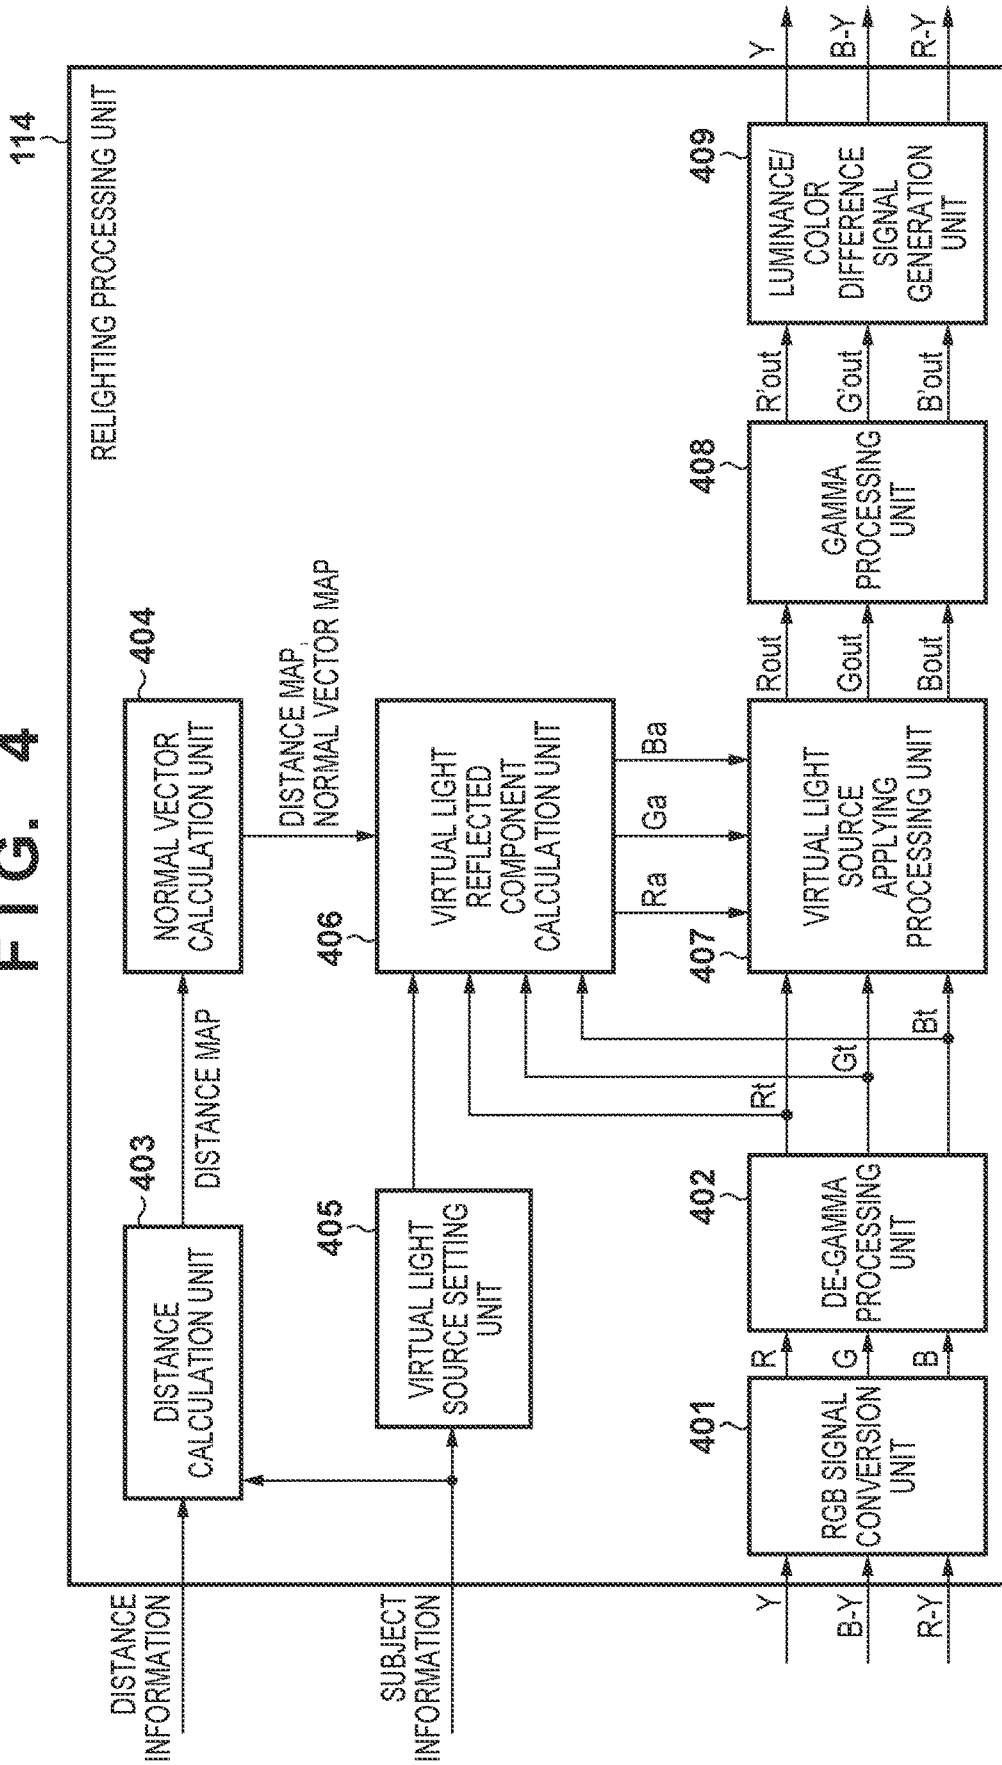 FIG. 4
114
RELIGHTING PROCESSING UNIT
DISTANCE
INFORMATION
403
DISTANCE
CALCULATION UNIT
DISTANCE MAP
404
NORMAL VECTOR
CALCULATION UNIT
DISTANCE MAP,
NORMAL VECTOR MAP
SUBJECT
INFORMATION
405
VIRTUAL LIGHT
SOURCE SETTING
UNIT
406
VIRTUAL LIGHT
REFLECTED
COMPONENT
CALCULATION UNIT
Ra
Ga
Ba
Y
B-Y
R-Y
401
RGB SIGNAL
CONVERSION
UNIT
R
G
B
402
DE-GAMMA
PROCESSING
UNIT
Rt
Gt
Bt
407
VIRTUAL LIGHT
SOURCE
APPLYING
PROCESSING UNIT
Rout
Gout
Bout
408
GAMMA
PROCESSING
UNIT
R'out
G'out
B'out
409
LUMINANCE/
COLOR
DIFFERENCE
SIGNAL
GENERATION
UNIT
Y
B-Y
R-Y